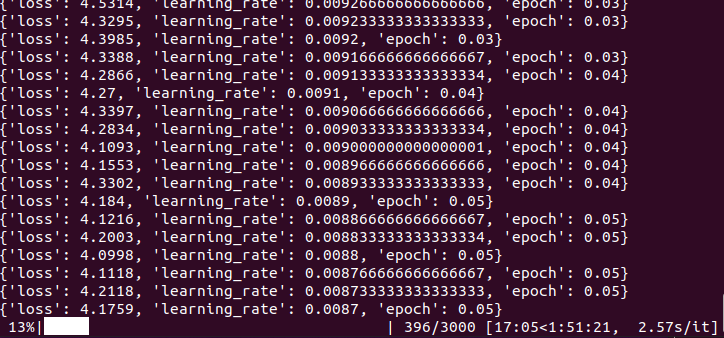 {'loss': 4.5314, 'learning_rate': 0.009266666666666666, 'epoch': 0.03}
{'loss': 4.3295, 'learning_rate': 0.009233333333333333, 'epoch': 0.03}
{'loss': 4.3985, 'learning_rate': 0.0092, 'epoch': 0.03}
{'loss': 4.3388, 'learning_rate': 0.009166666666666667, 'epoch': 0.03}
{'loss': 4.2866, 'learning_rate': 0.009133333333333334, 'epoch': 0.04}
{'loss': 4.27, 'learning_rate': 0.0091, 'epoch': 0.04}
{'loss': 4.3397, 'learning_rate': 0.009066666666666666, 'epoch': 0.04}
{'loss': 4.2834, 'learning_rate': 0.009033333333333334, 'epoch': 0.04}
{'loss': 4.1093, 'learning_rate': 0.009000000000000001, 'epoch': 0.04}
{'loss': 4.1553, 'learning_rate': 0.008966666666666666, 'epoch': 0.04}
{'loss': 4.3302, 'learning_rate': 0.008933333333333333, 'epoch': 0.04}
{'loss': 4.184, 'learning_rate': 0.0089, 'epoch': 0.05}
{'loss': 4.1216, 'learning_rate': 0.008866666666666667, 'epoch': 0.05}
{'loss': 4.2003, 'learning_rate': 0.008833333333333334, 'epoch': 0.05}
{'loss': 4.0998, 'learning_rate': 0.0088, 'epoch': 0.05}
{'loss': 4.1118, 'learning_rate': 0.008766666666666667, 'epoch': 0.05}
{'loss': 4.2118, 'learning_rate': 0.008733333333333333, 'epoch': 0.05}
{'loss': 4.1759, 'learning_rate': 0.0087, 'epoch': 0.05}
13%| | 396/3000 [17:05<1:51:21, 2.57s/it]